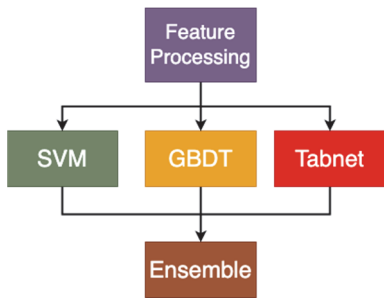 Feature
Processing
SVM
GBDT
Tabnet
Ensemble